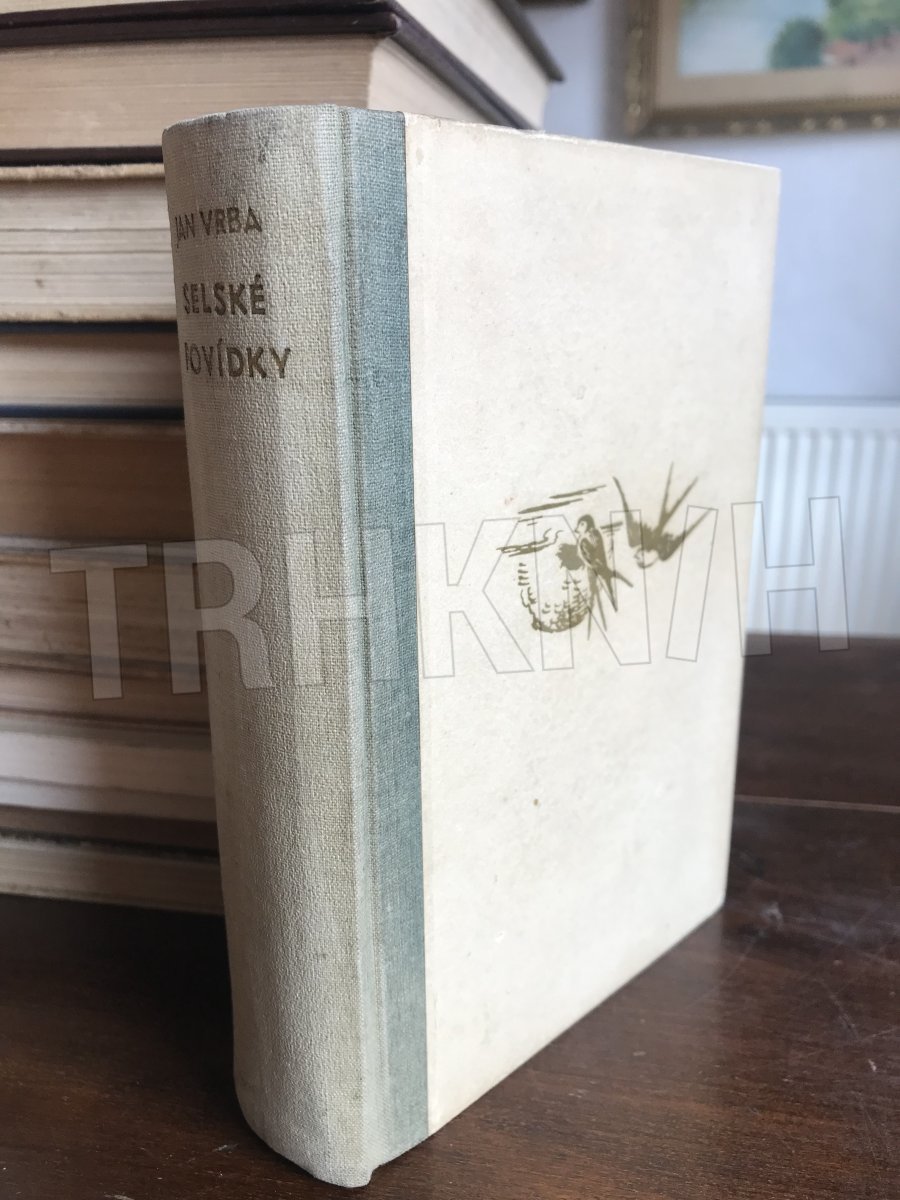 JAN VRBA
SELSKÉ
POVÍDKY
TRHKNIH